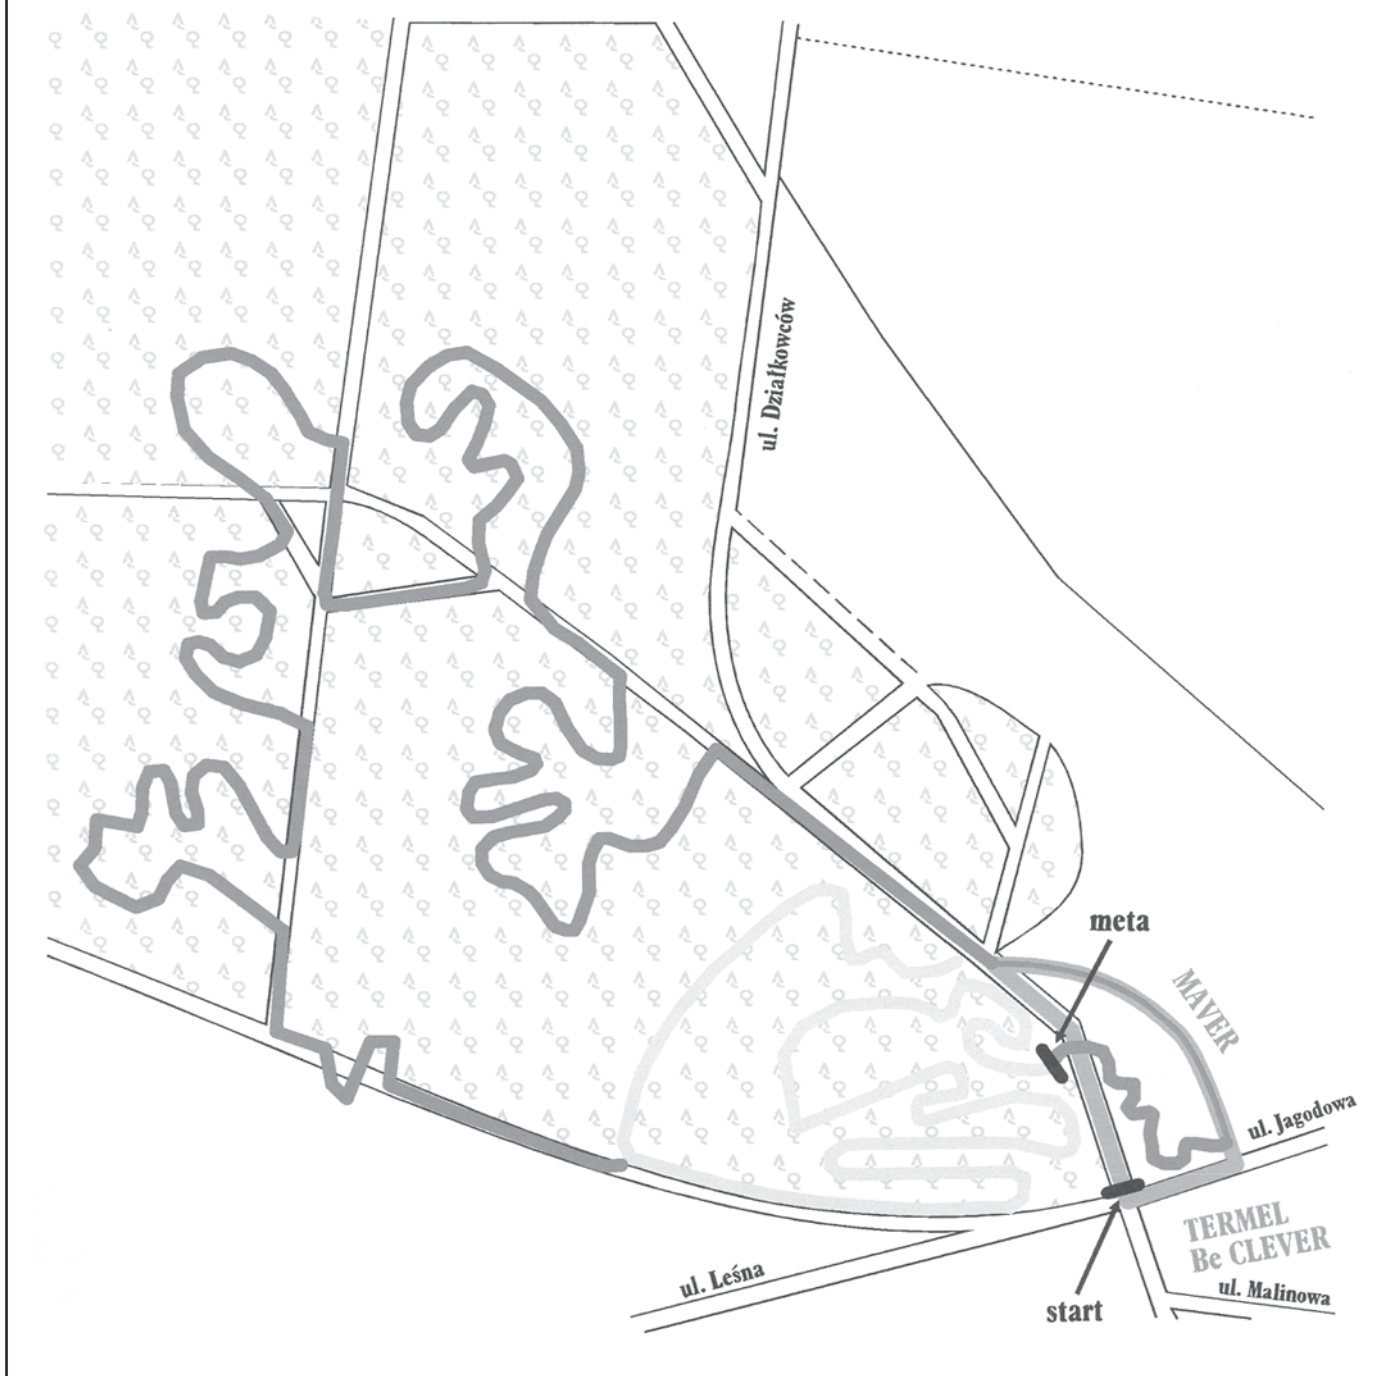 ul. Działkowców
meta
MAVER
ul. Jagodowa
TERMEL
Be CLEVER
ul. Leśna
ul. Malinowa
start